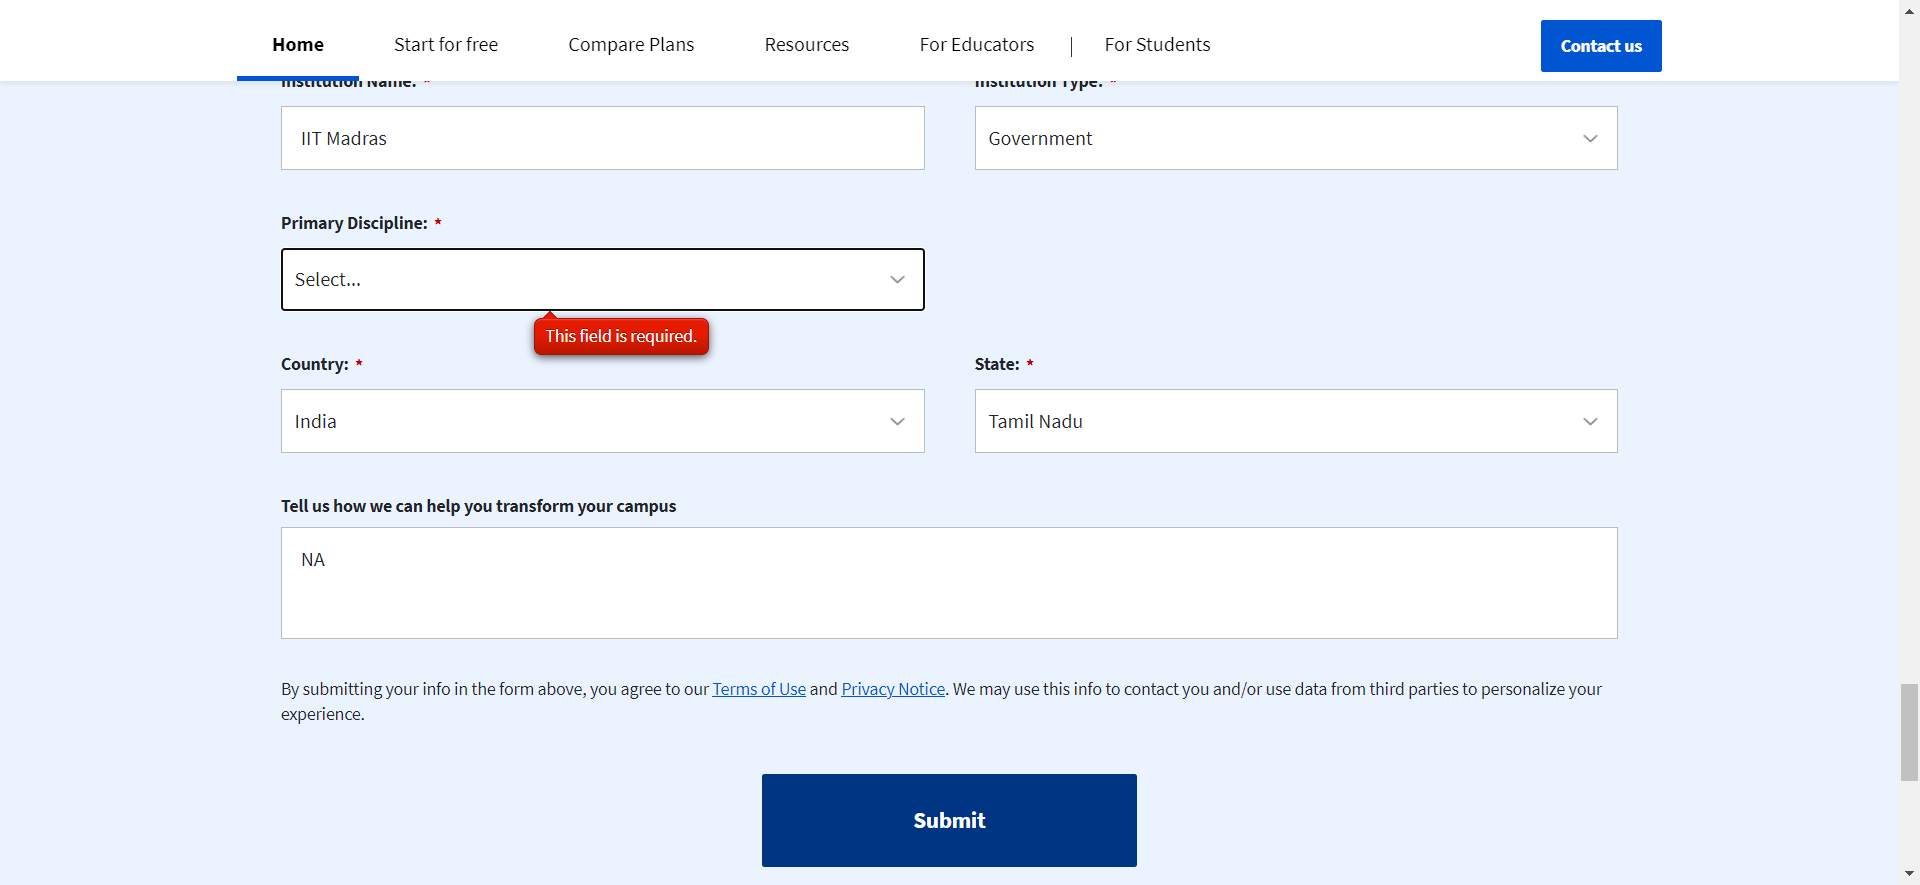 Home Start for free Compare Plans Resources For Educators | For Students Contact us
Institution Name: * Institution Type: *
IIT Madras Government
Primary Discipline: *
Select...
This field is required.
Country: * State: *
India Tamil Nadu
Tell us how we can help you transform your campus
NA
By submitting your info in the form above, you agree to our Terms of Use and Privacy Notice. We may use this info to contact you and/or use data from third parties to personalize your
experience.
Submit